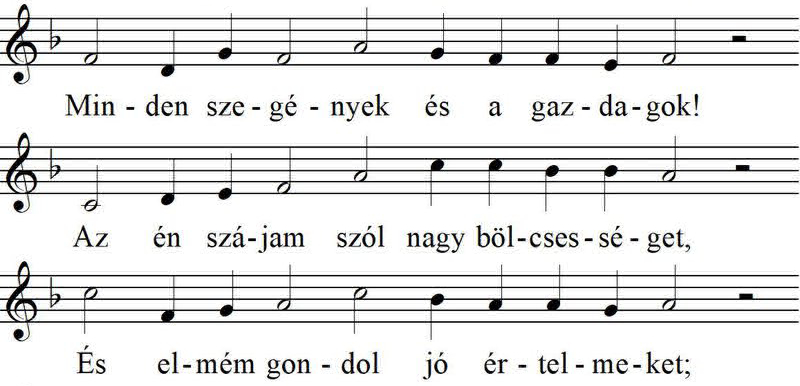 Min - den sze - gé - nyek és a gaz - da - gok!
Az én szá - jam szól nagy böl - cses - sé - get,
És el - mém gon - dol jó ér - tel - me - ket;